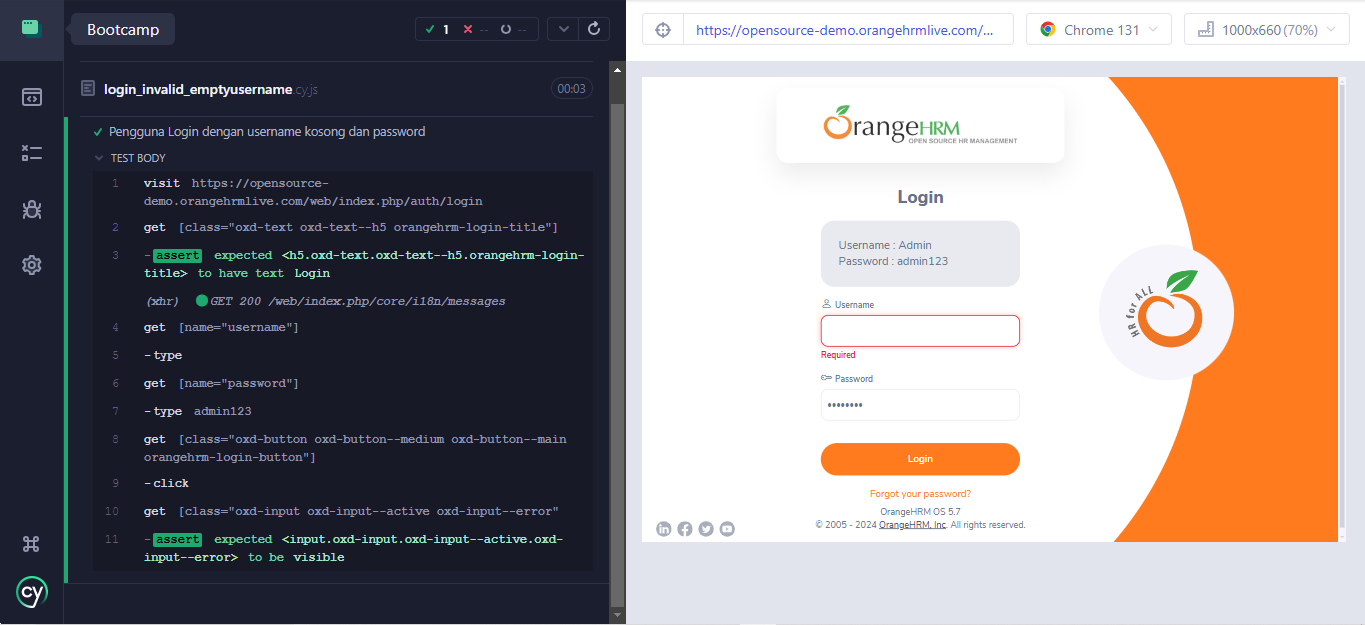 Bootcamp
1 -- --
login_invalid_emptyusername.cy.js 00:03
Pengguna Login dengan username kosong dan password
TEST BODY
1 visit https://opensource-
demo.orangehrmlive.com/web/index.php/auth/login
2 get [class="oxd-text oxd-text--h5 orangehrm-login-title"]
3 -assert expected <h5.oxd-text.oxd-text--h5.orangehrm-login-
title> to have text Login
(xhr) GET 200 /web/index.php/core/i18n/messages
4 get [name="username"]
5 -type
6 get [name="password"]
7 -type admin123
8 get [class="oxd-button oxd-button--medium oxd-button--main
orangehrm-login-button"]
9 -click
10 get [class="oxd-input oxd-input--active oxd-input--error"
11 -assert expected <input.oxd-input.oxd-input--active.oxd-
input--error> to be visible
cy
https://opensource-demo.orangehrmlive.com/... Chrome 131 1000x660 (70%)
OrangeHRM
OPEN SOURCE HR MANAGEMENT
Login
Username : Admin
Password : admin123
Username
Required
Password
••••••••
Login
Forgot your password?
OrangeHRM OS 5.7
© 2005 - 2024 OrangeHRM, Inc. All rights reserved.
HR for ALL